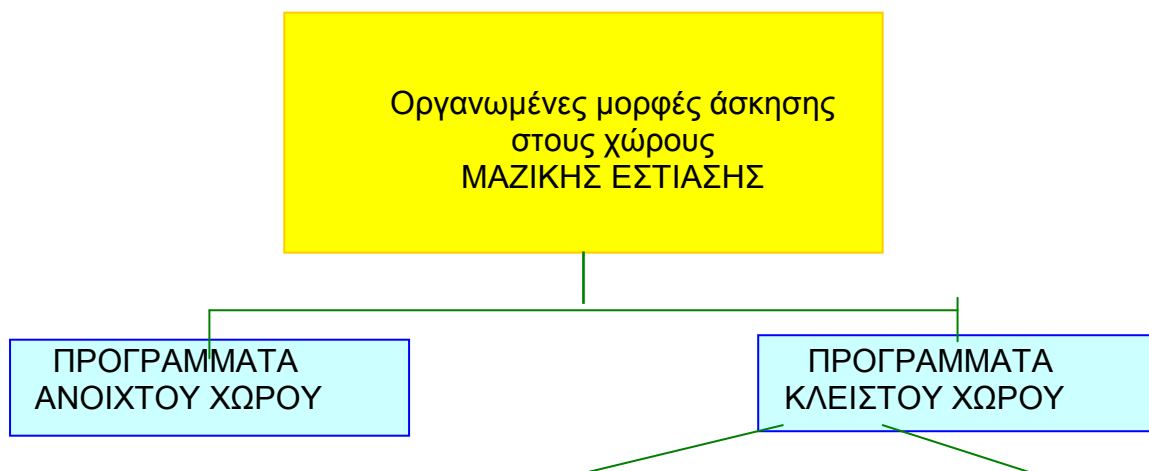 Οργανωμένες μορφές άσκησης
στους χώρους
ΜΑΖΙΚΗΣ ΕΣΤΙΑΣΗΣ
ΠΡΟΓΡΑΜΜΑΤΑ
ΑΝΟΙΧΤΟΥ ΧΩΡΟΥ
ΠΡΟΓΡΑΜΜΑΤΑ
ΚΛΕΙΣΤΟΥ ΧΩΡΟΥ